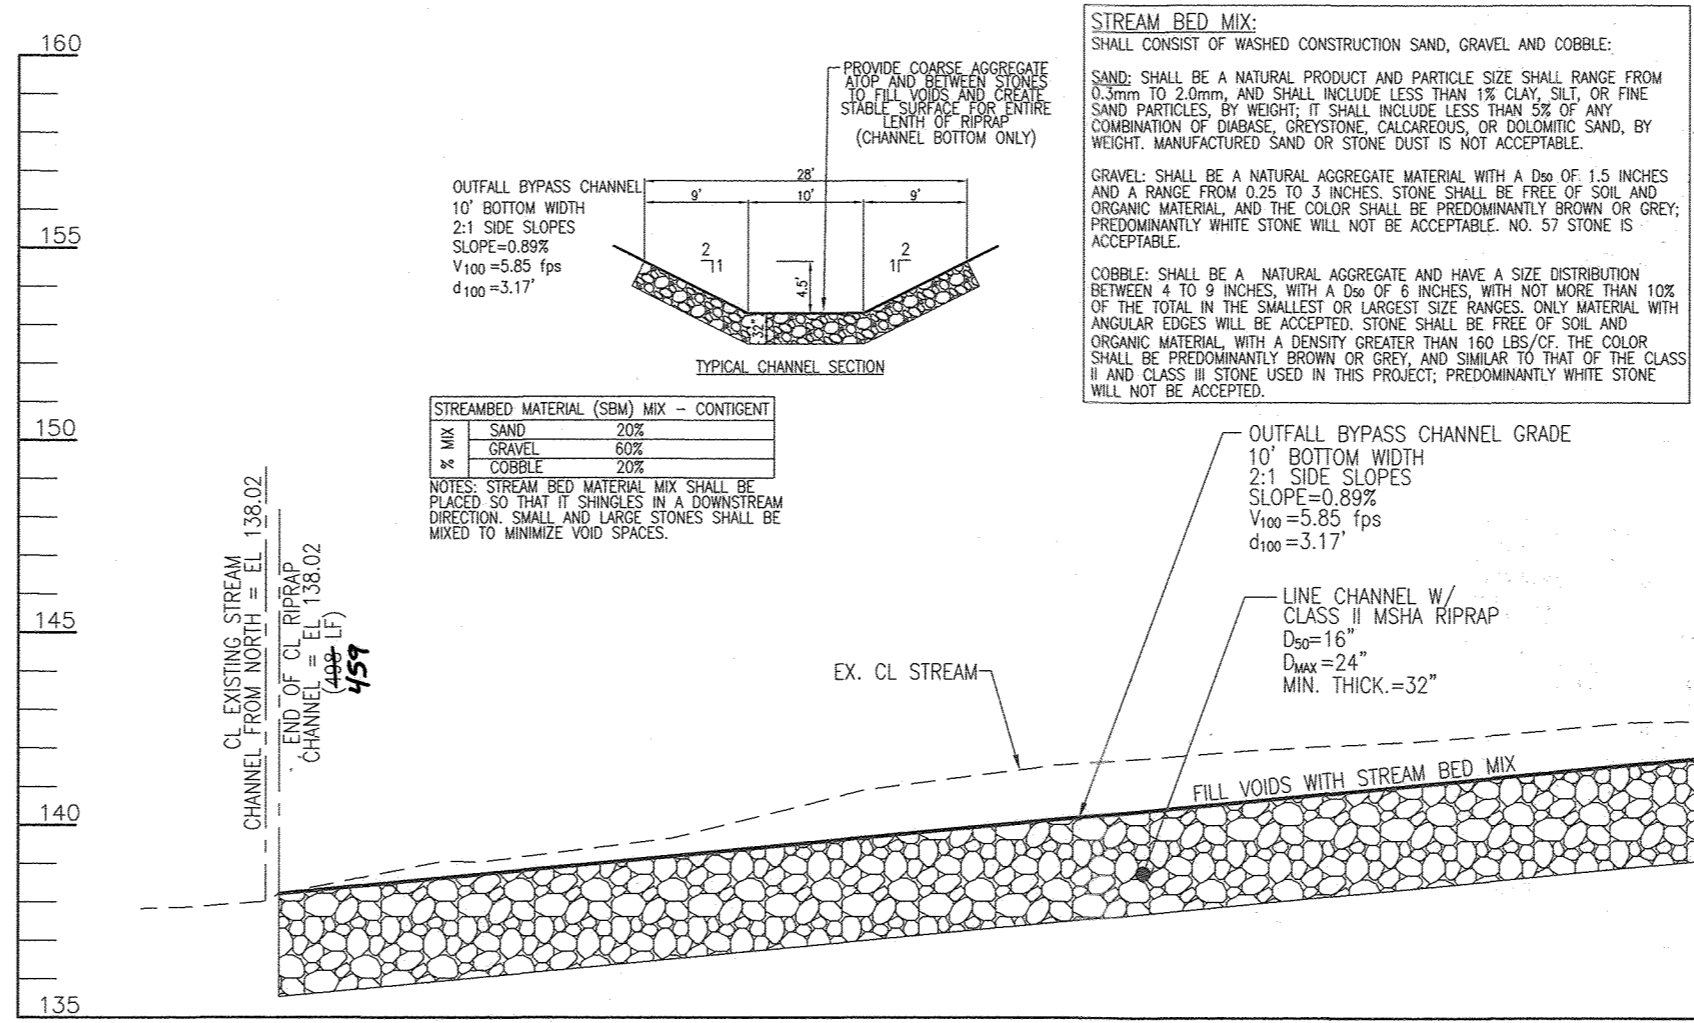 160
155
150
145
140
135
PROVIDE COARSE AGGREGATE
ATOP AND BETWEEN STONES
TO FILL VOIDS AND CREATE
STABLE SURFACE FOR ENTIRE
LENTH OF RIPRAP
(CHANNEL BOTTOM ONLY)
OUTFALL BYPASS CHANNEL
10' BOTTOM WIDTH
2:1 SIDE SLOPES
SLOPE=0.89%
V100=5.85 fps
d100=3.17'
28'
9'
10'
9'
2
1
2
1
4.5'
32"
TYPICAL CHANNEL SECTION
STREAMBED MATERIAL (SBM) MIX - CONTIGENT
% MIX
SAND 20%
GRAVEL 60%
COBBLE 20%
NOTES: STREAM BED MATERIAL MIX SHALL BE
PLACED SO THAT IT SHINGLES IN A DOWNSTREAM
DIRECTION. SMALL AND LARGE STONES SHALL BE
MIXED TO MINIMIZE VOID SPACES.
STREAM BED MIX:
SHALL CONSIST OF WASHED CONSTRUCTION SAND, GRAVEL AND COBBLE:
SAND: SHALL BE A NATURAL PRODUCT AND PARTICLE SIZE SHALL RANGE FROM
0.3mm TO 2.0mm, AND SHALL INCLUDE LESS THAN 1% CLAY, SILT, OR FINE
SAND PARTICLES, BY WEIGHT; IT SHALL INCLUDE LESS THAN 5% OF ANY
COMBINATION OF DIABASE, GREYSTONE, CALCAREOUS, OR DOLOMITIC SAND, BY
WEIGHT. MANUFACTURED SAND OR STONE DUST IS NOT ACCEPTABLE.
GRAVEL: SHALL BE A NATURAL AGGREGATE MATERIAL WITH A D50 OF 1.5 INCHES
AND A RANGE FROM 0.25 TO 3 INCHES. STONE SHALL BE FREE OF SOIL AND
ORGANIC MATERIAL, AND THE COLOR SHALL BE PREDOMINANTLY BROWN OR GREY;
PREDOMINANTLY WHITE STONE WILL NOT BE ACCEPTABLE. NO. 57 STONE IS
ACCEPTABLE.
COBBLE: SHALL BE A NATURAL AGGREGATE AND HAVE A SIZE DISTRIBUTION
BETWEEN 4 TO 9 INCHES, WITH A D50 OF 6 INCHES, WITH NOT MORE THAN 10%
OF THE TOTAL IN THE SMALLEST OR LARGEST SIZE RANGES. ONLY MATERIAL WITH
ANGULAR EDGES WILL BE ACCEPTED. STONE SHALL BE FREE OF SOIL AND
ORGANIC MATERIAL, WITH A DENSITY GREATER THAN 160 LBS/CF. THE COLOR
SHALL BE PREDOMINANTLY BROWN OR GREY, AND SIMILAR TO THAT OF THE CLASS
II AND CLASS III STONE USED IN THIS PROJECT; PREDOMINANTLY WHITE STONE
WILL NOT BE ACCEPTED.
CL EXISTING STREAM
CHANNEL FROM NORTH = EL 138.02
END OF CL RIPRAP
CHANNEL = EL 138.02
(498 LF)
459
OUTFALL BYPASS CHANNEL GRADE
10' BOTTOM WIDTH
2:1 SIDE SLOPES
SLOPE=0.89%
V100=5.85 fps
d100=3.17'
LINE CHANNEL W/
CLASS II MSHA RIPRAP
D50=16"
DMAX=24"
MIN. THICK.=32"
EX. CL STREAM
FILL VOIDS WITH STREAM BED MIX